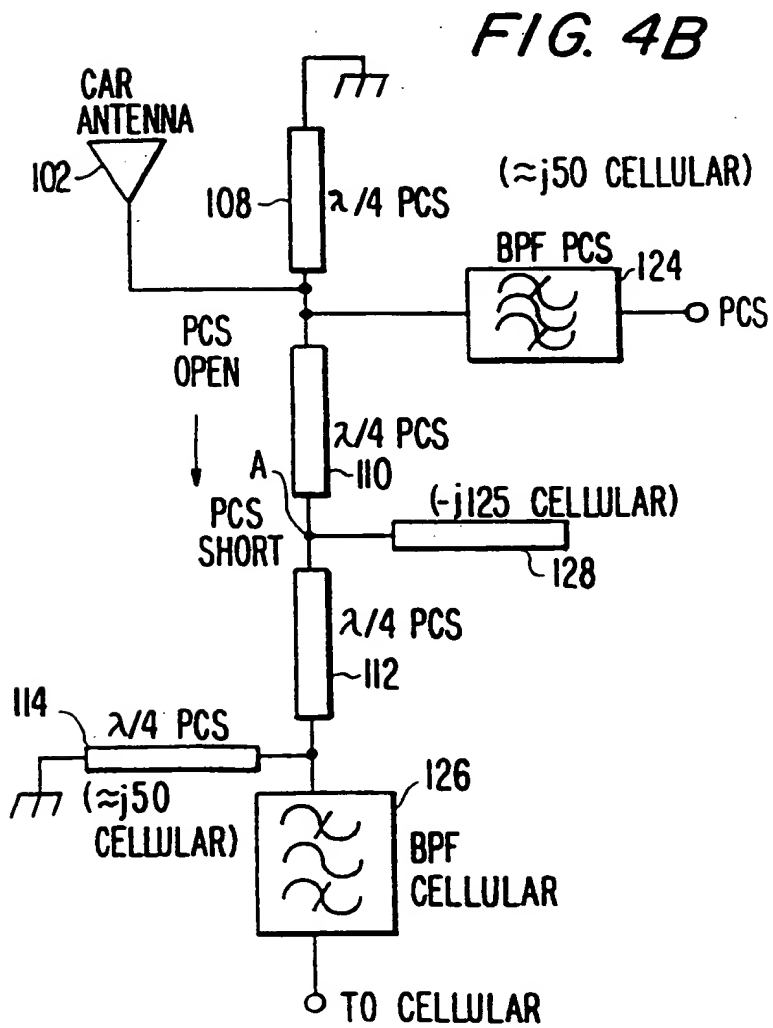 FIG. 4B
CAR
ANTENNA
102
108
λ/4 PCS
(≈j50 CELLULAR)
BPF PCS
124
PCS
PCS
OPEN
λ/4 PCS
110
A
PCS
SHORT
(-j125 CELLULAR)
128
λ/4 PCS
112
114
λ/4 PCS
(≈j50
CELLULAR)
126
BPF
CELLULAR
TO CELLULAR